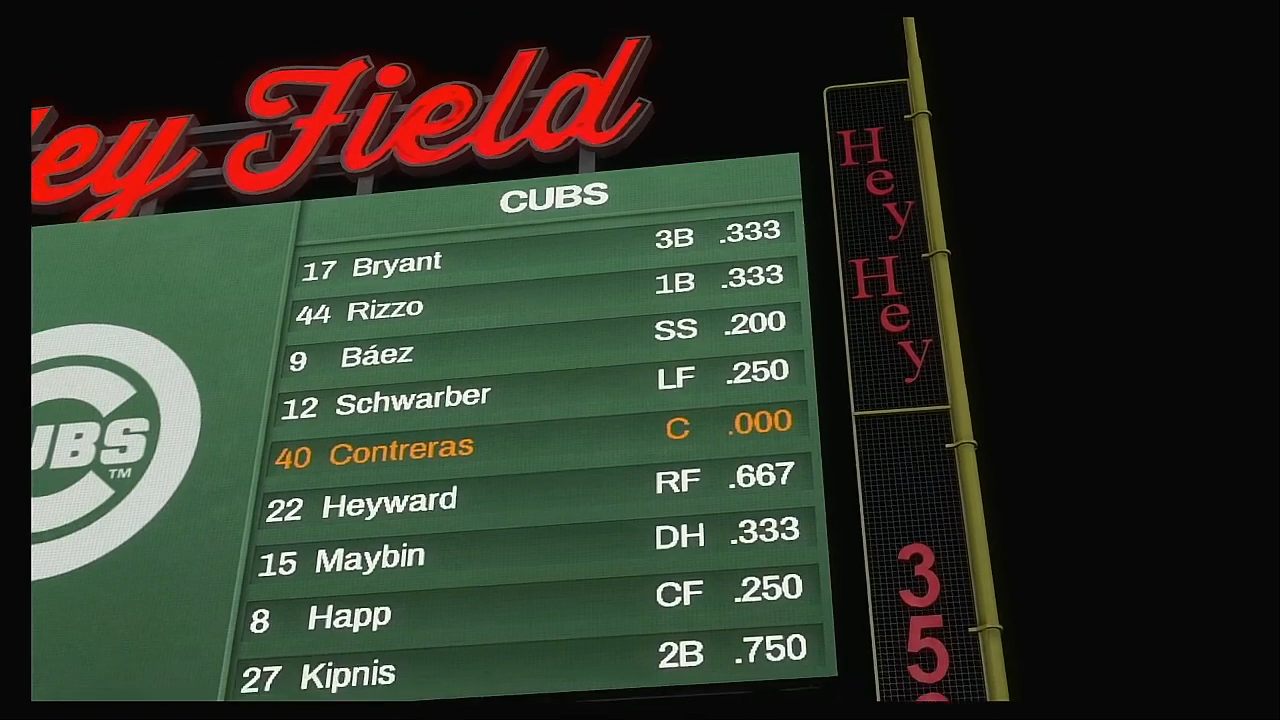 ley Field
CUBS
17 Bryant 3B .333
44 Rizzo 1B .333
9 Báez SS .200
12 Schwarber LF .250
40 Contreras C .000
22 Heyward RF .667
15 Maybin DH .333
8 Happ CF .250
27 Kipnis 2B .750
UBS
TM
Hey
Hey
35